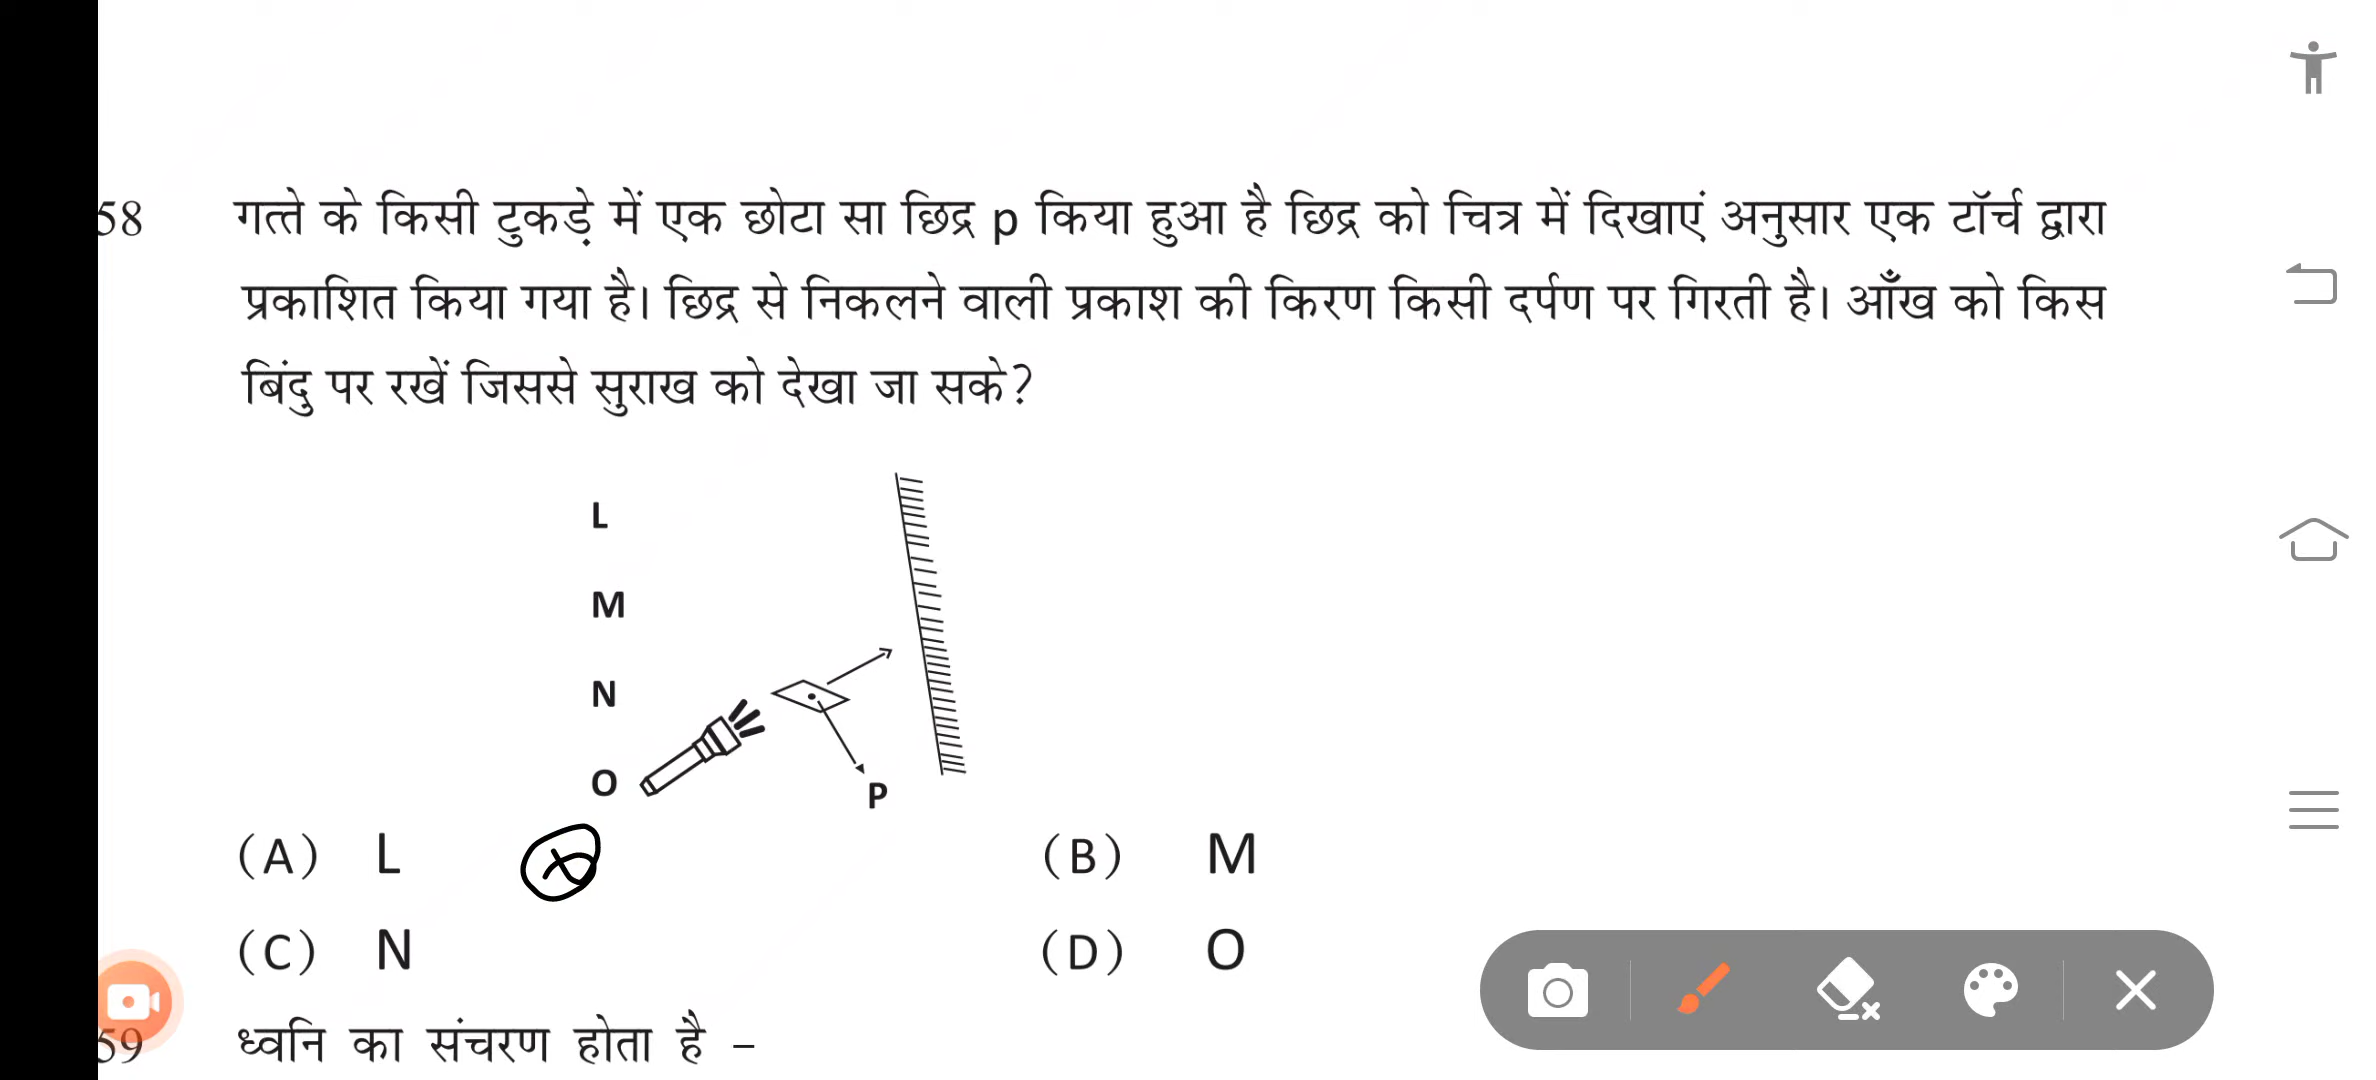 58 गत्ते के किसी टुकड़े में एक छोटा सा छिद्र p किया हुआ है छिद्र को चित्र में दिखाएं अनुसार एक टॉर्च द्वारा
प्रकाशित किया गया है। छिद्र से निकलने वाली प्रकाश की किरण किसी दर्पण पर गिरती है। आँख को किस
बिंदु पर रखें जिससे सुराख को देखा जा सके?
L
M
N
O
P
(A) L (B) M
(C) N (D) O
59 ध्वनि का संचरण होता है –